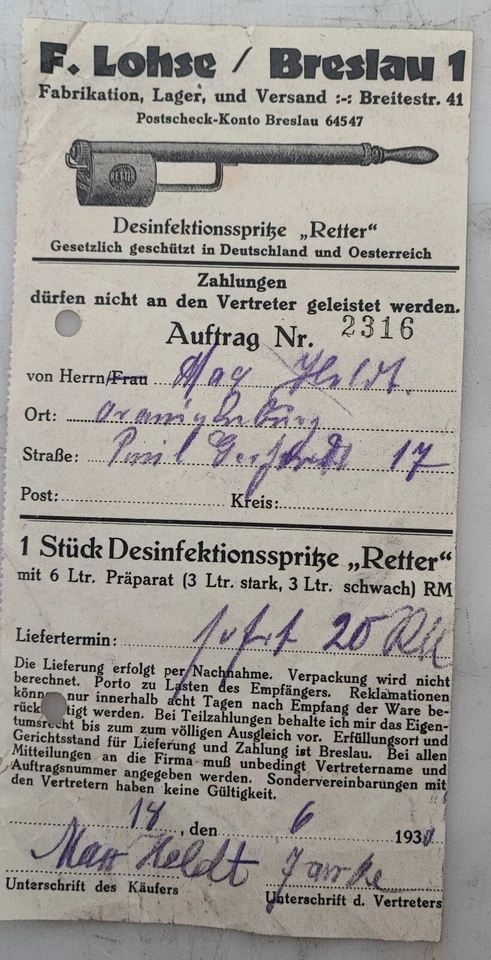 F. Lohse / Breslau 1
Fabrikation, Lager, und Versand :-: Breitestr. 41
Postscheck-Konto Breslau 64547
RETTER
Desinfektionsspritze „Retter“
Gesetzlich geschützt in Deutschland und Oesterreich
Zahlungen
dürfen nicht an den Vertreter geleistet werden.
Auftrag Nr. 2316
von Herrn/Frau Max Heldt.
Ort: Oranienburg
Straße: Paul Gerhardt 17
Post: Kreis:
1 Stück Desinfektionsspritze „Retter“
mit 6 Ltr. Präparat (3 Ltr. stark, 3 Ltr. schwach) RM
Liefertermin: sofort 20 RM
Die Lieferung erfolgt per Nachnahme. Verpackung wird nicht
berechnet. Porto zu Lasten des Empfängers. Reklamationen
können nur innerhalb acht Tagen nach Empfang der Ware be-
rücksichtigt werden. Bei Teilzahlungen behalte ich mir das Eigen-
tumsrecht bis zum zum völligen Ausgleich vor. Erfüllungsort und
Gerichtsstand für Lieferung und Zahlung ist Breslau. Bei allen
Mitteilungen an die Firma muß unbedingt Vertretername und
Auftragsnummer angegeben werden. Sondervereinbarungen mit
den Vertretern haben keine Gültigkeit.
18, den 6 193
Max Heldt
Unterschrift des Käufers Unterschrift d. Vertreters